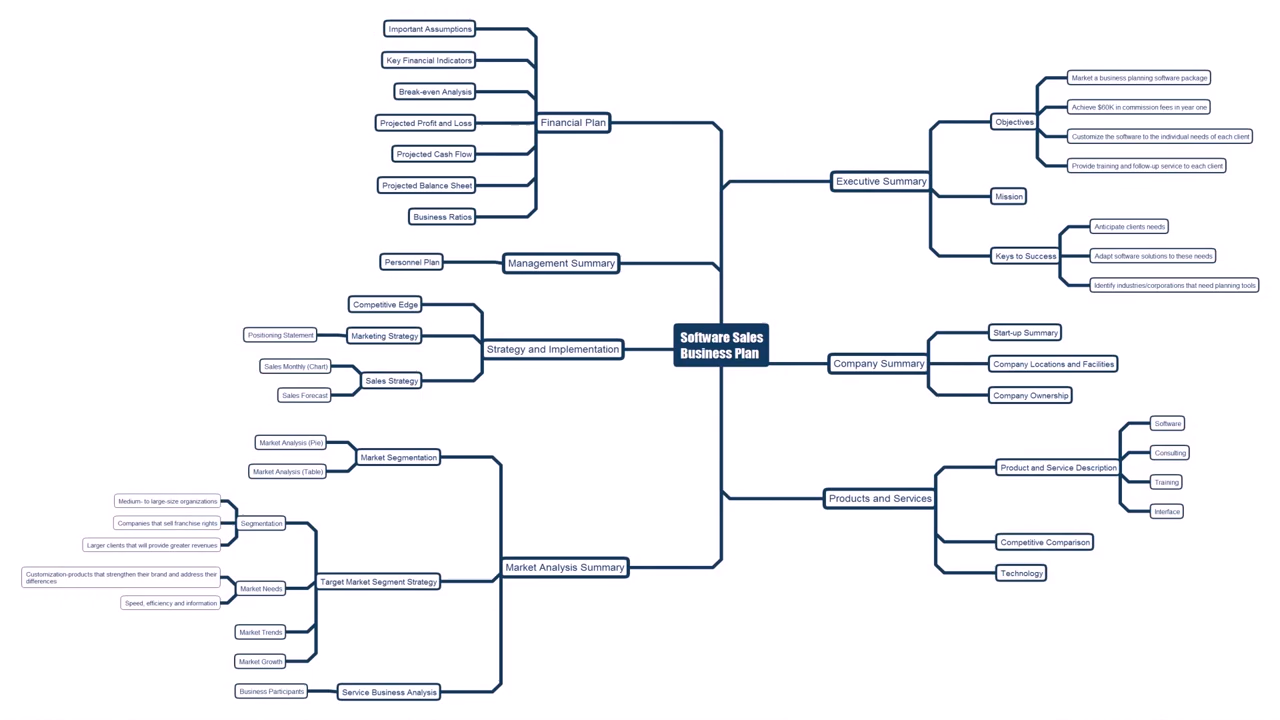 Software Sales
Business Plan
Executive Summary
Objectives
Market a business planning software package
Achieve $60K in commission fees in year one
Customize the software to the individual needs of each client
Provide training and follow-up service to each client
Mission
Keys to Success
Anticipate clients needs
Adapt software solutions to these needs
Identify industries/corporations that need planning tools
Company Summary
Start-up Summary
Company Locations and Facilities
Company Ownership
Products and Services
Product and Service Description
Software
Consulting
Training
Interface
Competitive Comparison
Technology
Financial Plan
Important Assumptions
Key Financial Indicators
Break-even Analysis
Projected Profit and Loss
Projected Cash Flow
Projected Balance Sheet
Business Ratios
Management Summary
Personnel Plan
Strategy and Implementation
Competitive Edge
Marketing Strategy
Positioning Statement
Sales Strategy
Sales Monthly (Chart)
Sales Forecast
Market Analysis Summary
Market Segmentation
Market Analysis (Pie)
Market Analysis (Table)
Target Market Segment Strategy
Segmentation
Medium- to large-size organizations
Companies that sell franchise rights
Larger clients that will provide greater revenues
Market Needs
Customization-products that strengthen their brand and address their
differences
Speed, efficiency and information
Market Trends
Market Growth
Service Business Analysis
Business Participants